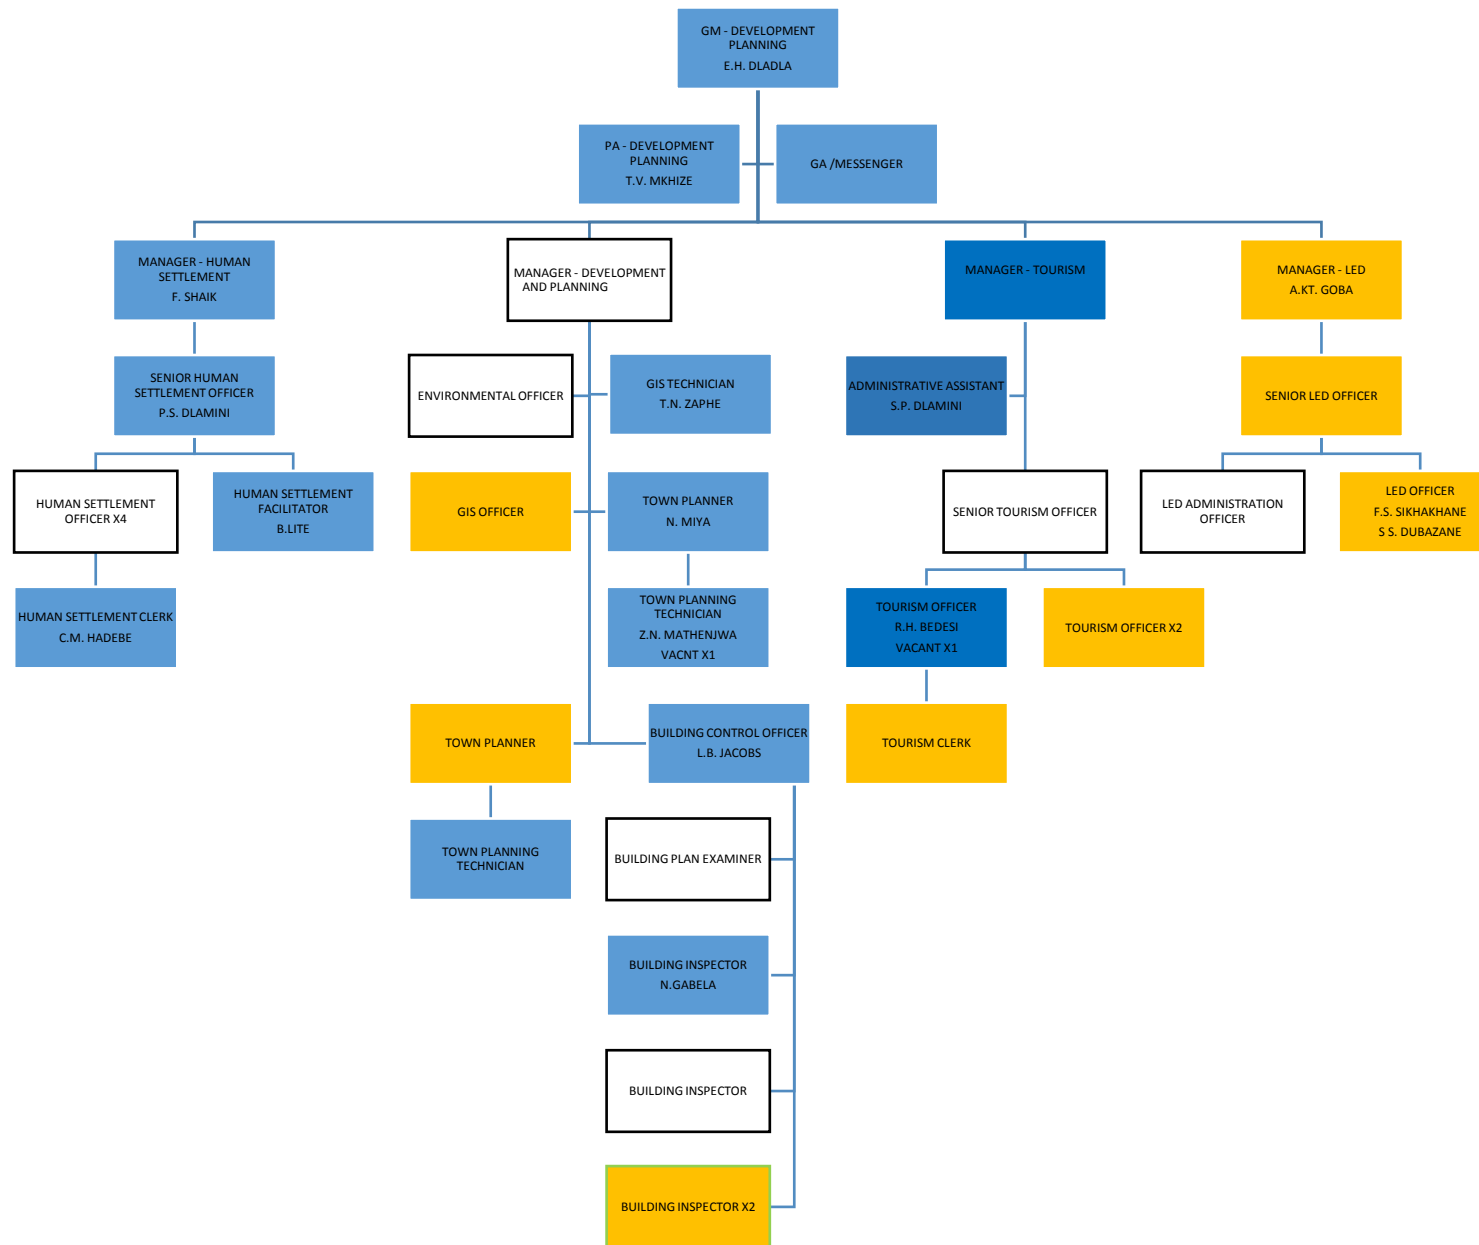 GM - DEVELOPMENT
PLANNING
E.H. DLADLA
PA - DEVELOPMENT
PLANNING
T.V. MKHIZE
GA /MESSENGER
MANAGER - HUMAN
SETTLEMENT
F. SHAIK
MANAGER - DEVELOPMENT
AND PLANNING
MANAGER - TOURISM
MANAGER - LED
A.KT. GOBA
SENIOR HUMAN
SETTLEMENT OFFICER
P.S. DLAMINI
ENVIRONMENTAL OFFICER
GIS TECHNICIAN
T.N. ZAPHE
ADMINISTRATIVE ASSISTANT
S.P. DLAMINI
SENIOR LED OFFICER
HUMAN SETTLEMENT
OFFICER X4
HUMAN SETTLEMENT
FACILITATOR
B.LITE
GIS OFFICER
TOWN PLANNER
N. MIYA
SENIOR TOURISM OFFICER
LED ADMINISTRATION
OFFICER
LED OFFICER
F.S. SIKHAKHANE
S S. DUBAZANE
HUMAN SETTLEMENT CLERK
C.M. HADEBE
TOWN PLANNING
TECHNICIAN
Z.N. MATHENJWA
VACNT X1
TOURISM OFFICER
R.H. BEDESI
VACANT X1
TOURISM OFFICER X2
TOWN PLANNER
BUILDING CONTROL OFFICER
L.B. JACOBS
TOURISM CLERK
TOWN PLANNING
TECHNICIAN
BUILDING PLAN EXAMINER
BUILDING INSPECTOR
N.GABELA
BUILDING INSPECTOR
BUILDING INSPECTOR X2